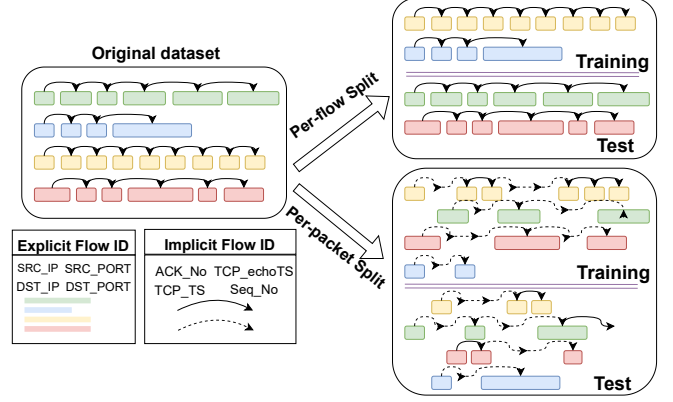 Original dataset
Per-flow Split
Training
Test
Per-packet Split
Training
Test
Explicit Flow ID
SRC_IP SRC_PORT
DST_IP DST_PORT
Implicit Flow ID
ACK_No TCP_echoTS
TCP_TS Seq_No